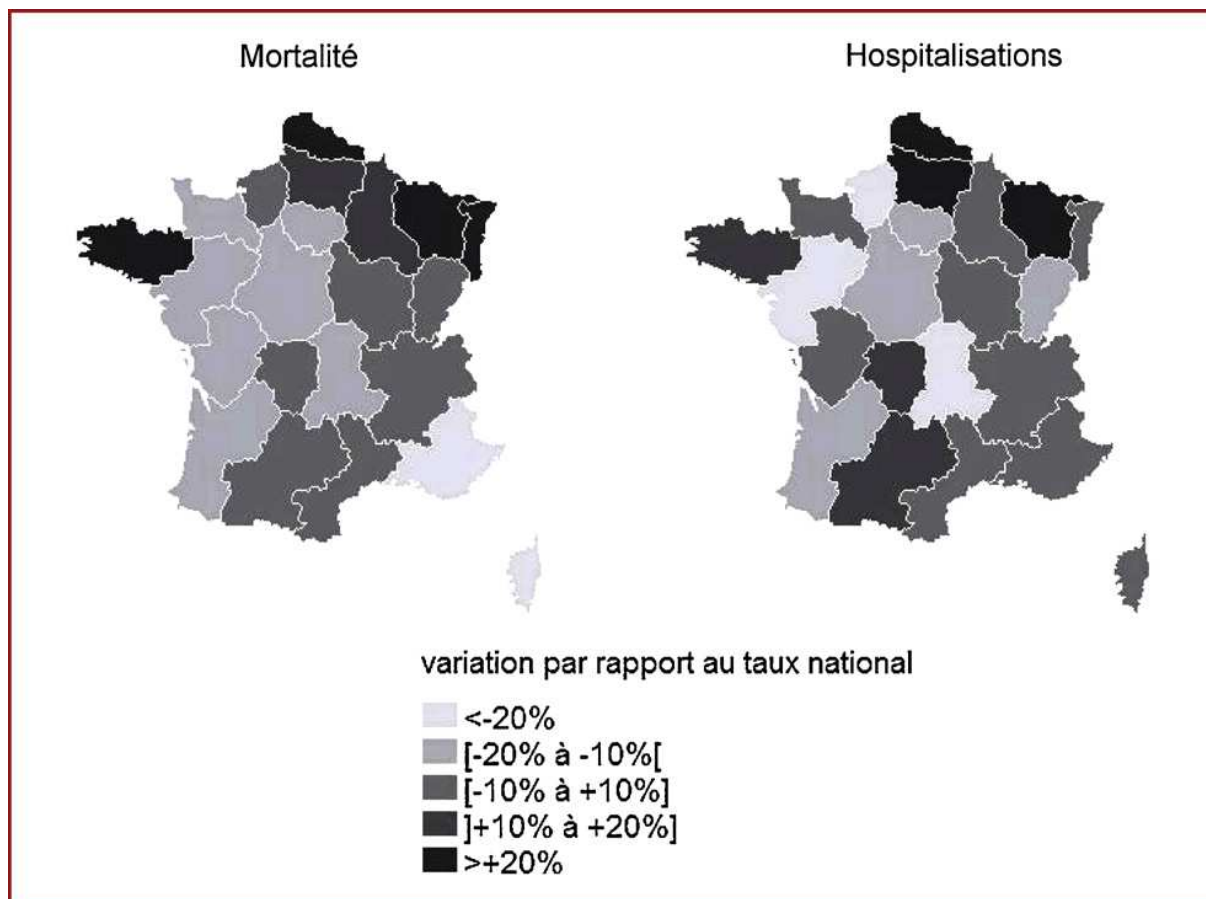 Mortalité
Hospitalisations
variation par rapport au taux national
<-20%
[-20% à -10%[
[-10% à +10%]
]+10% à +20%]
>+20%